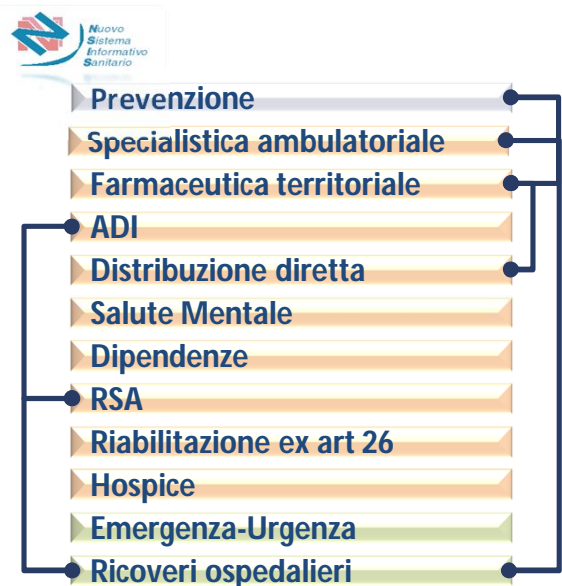 Nuovo
Sistema
Informativo
Sanitario
Prevenzione
Specialistica ambulatoriale
Farmaceutica territoriale
ADI
Distribuzione diretta
Salute Mentale
Dipendenze
RSA
Riabilitazione ex art 26
Hospice
Emergenza-Urgenza
Ricoveri ospedalieri